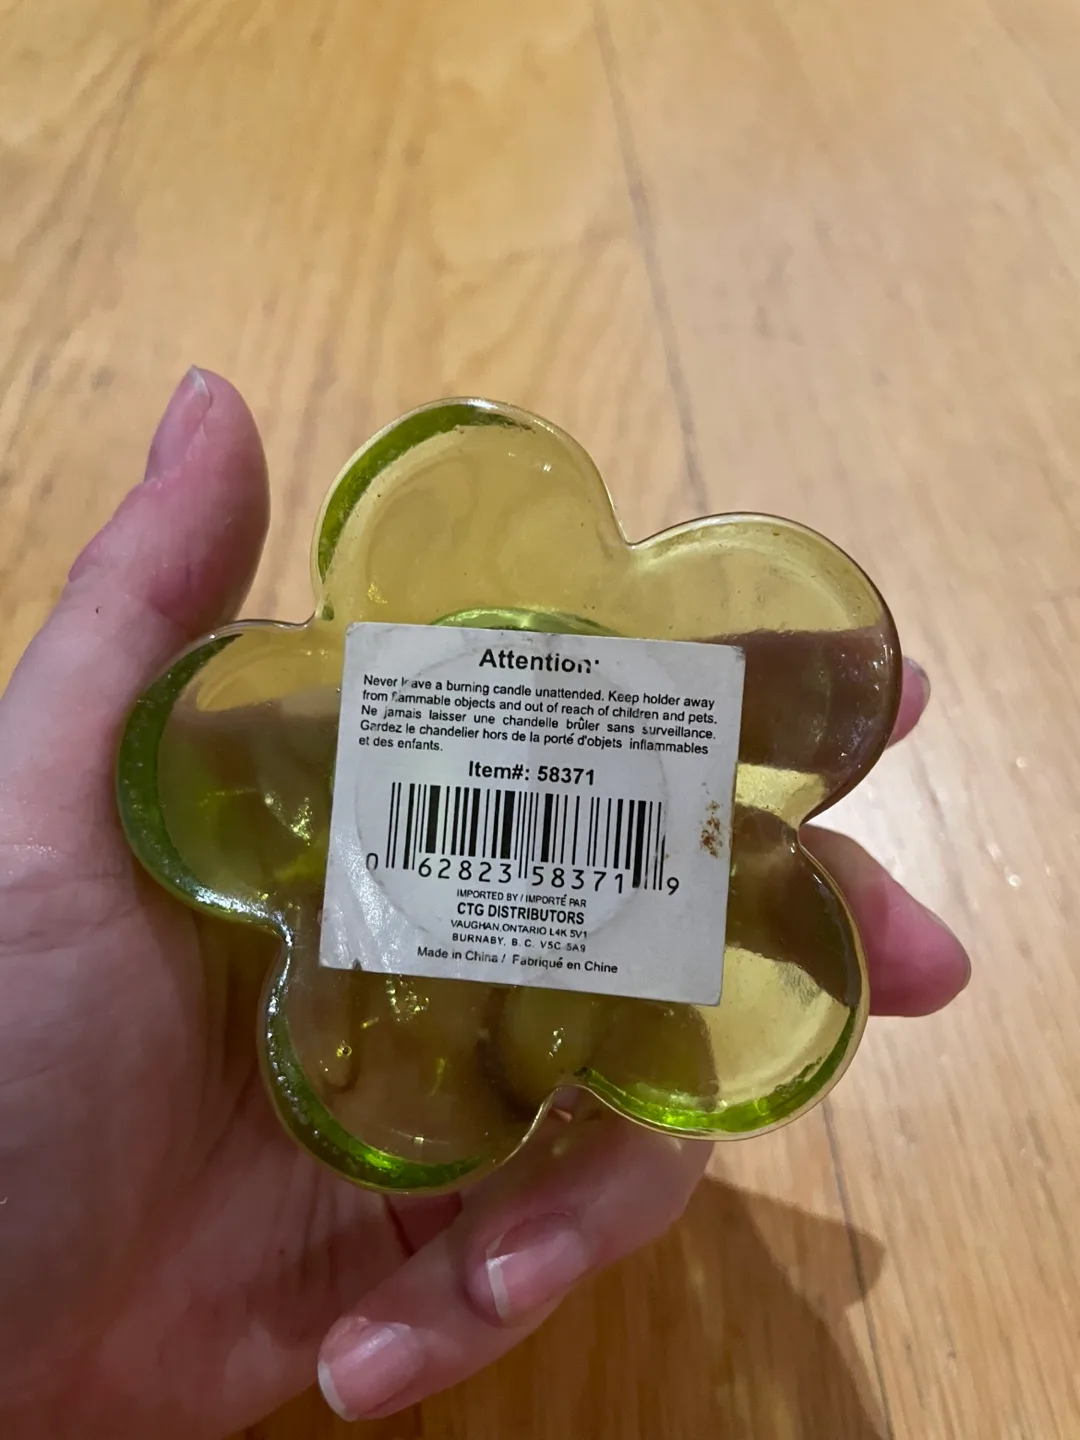 Attention:
Never leave a burning candle unattended. Keep holder away
from flammable objects and out of reach of children and pets.
Ne jamais laisser une chandelle brûler sans surveillance.
Gardez le chandelier hors de la porté d'objets inflammables
et des enfants.
Item#: 58371
0 62823 58371 9
IMPORTED BY / IMPORTÉ PAR
CTG DISTRIBUTORS
VAUGHAN, ONTARIO L4K 5V1
BURNABY, B.C. V5C 5A9
Made in China / Fabriqué en Chine